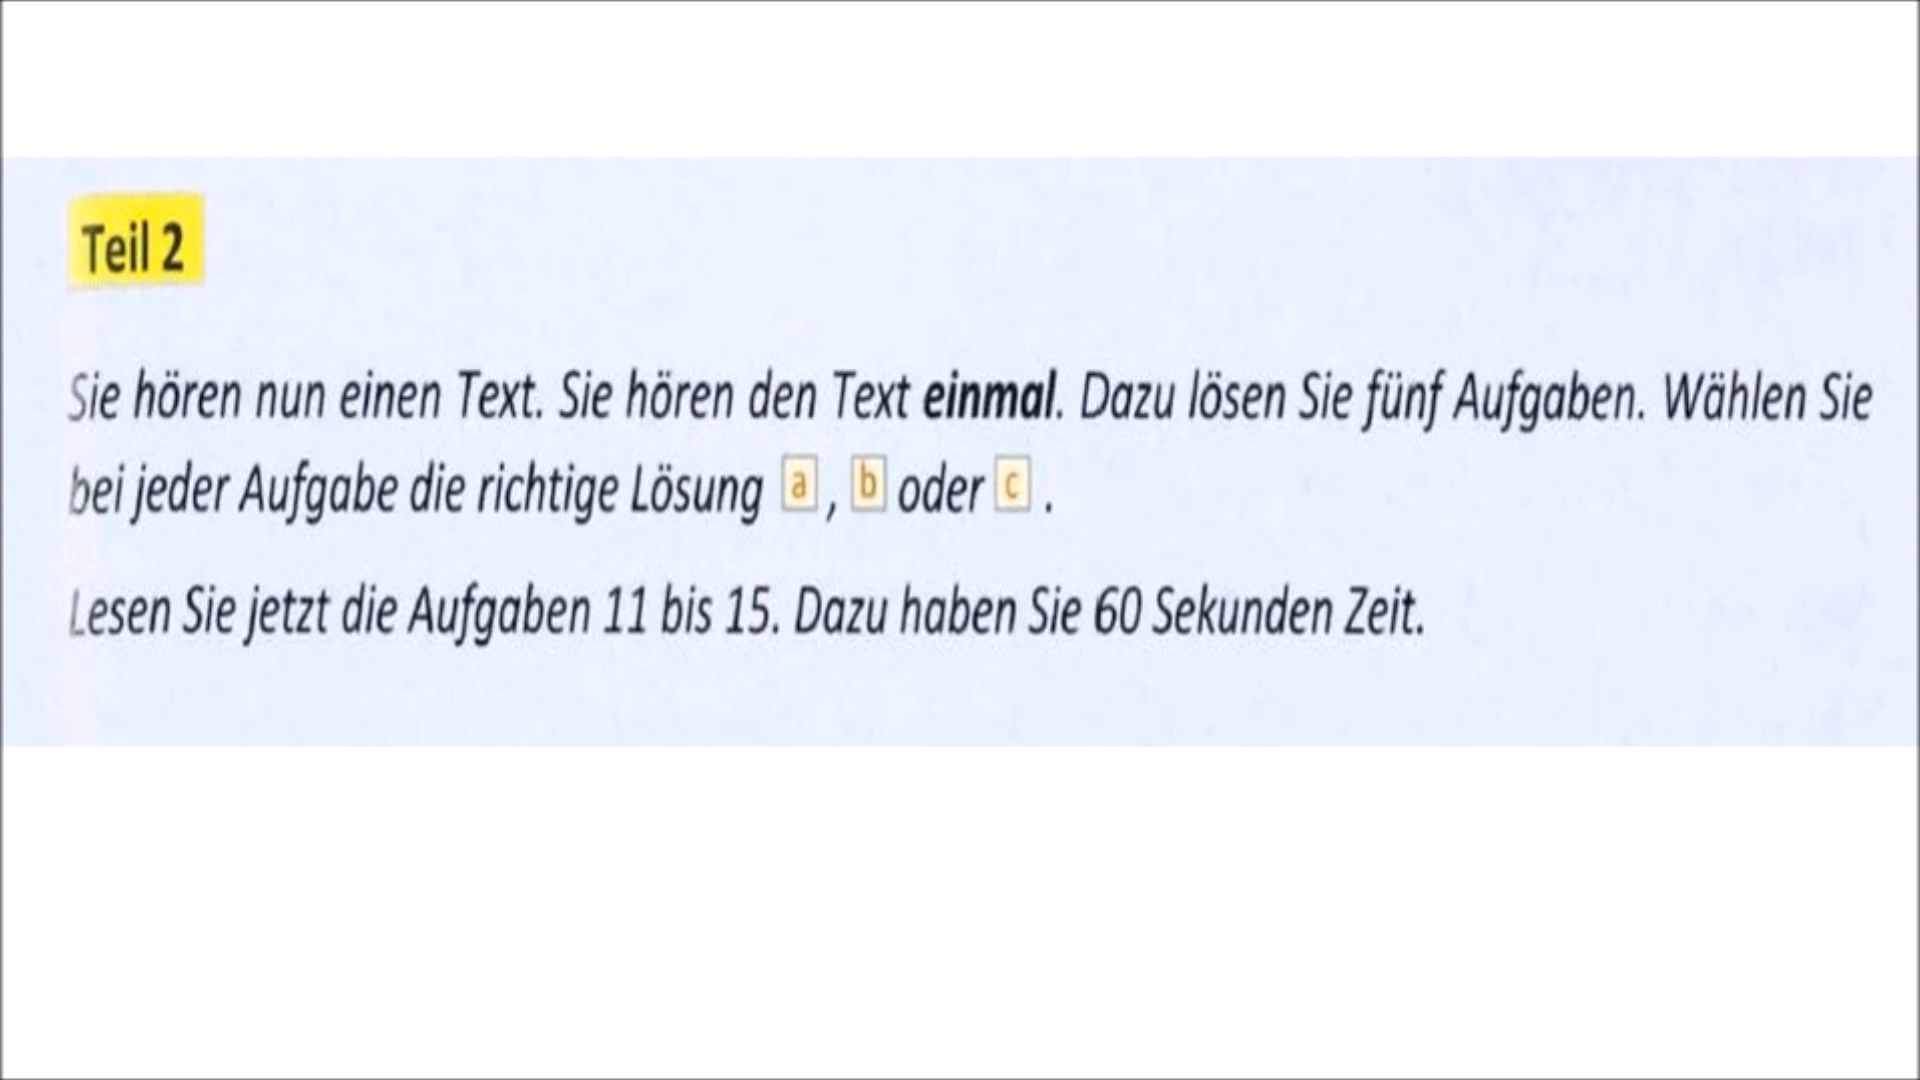 Teil 2
Sie hören nun einen Text. Sie hören den Text einmal. Dazu lösen Sie fünf Aufgaben. Wählen Sie
bei jeder Aufgabe die richtige Lösung a, b oder c.
Lesen Sie jetzt die Aufgaben 11 bis 15. Dazu haben Sie 60 Sekunden Zeit.